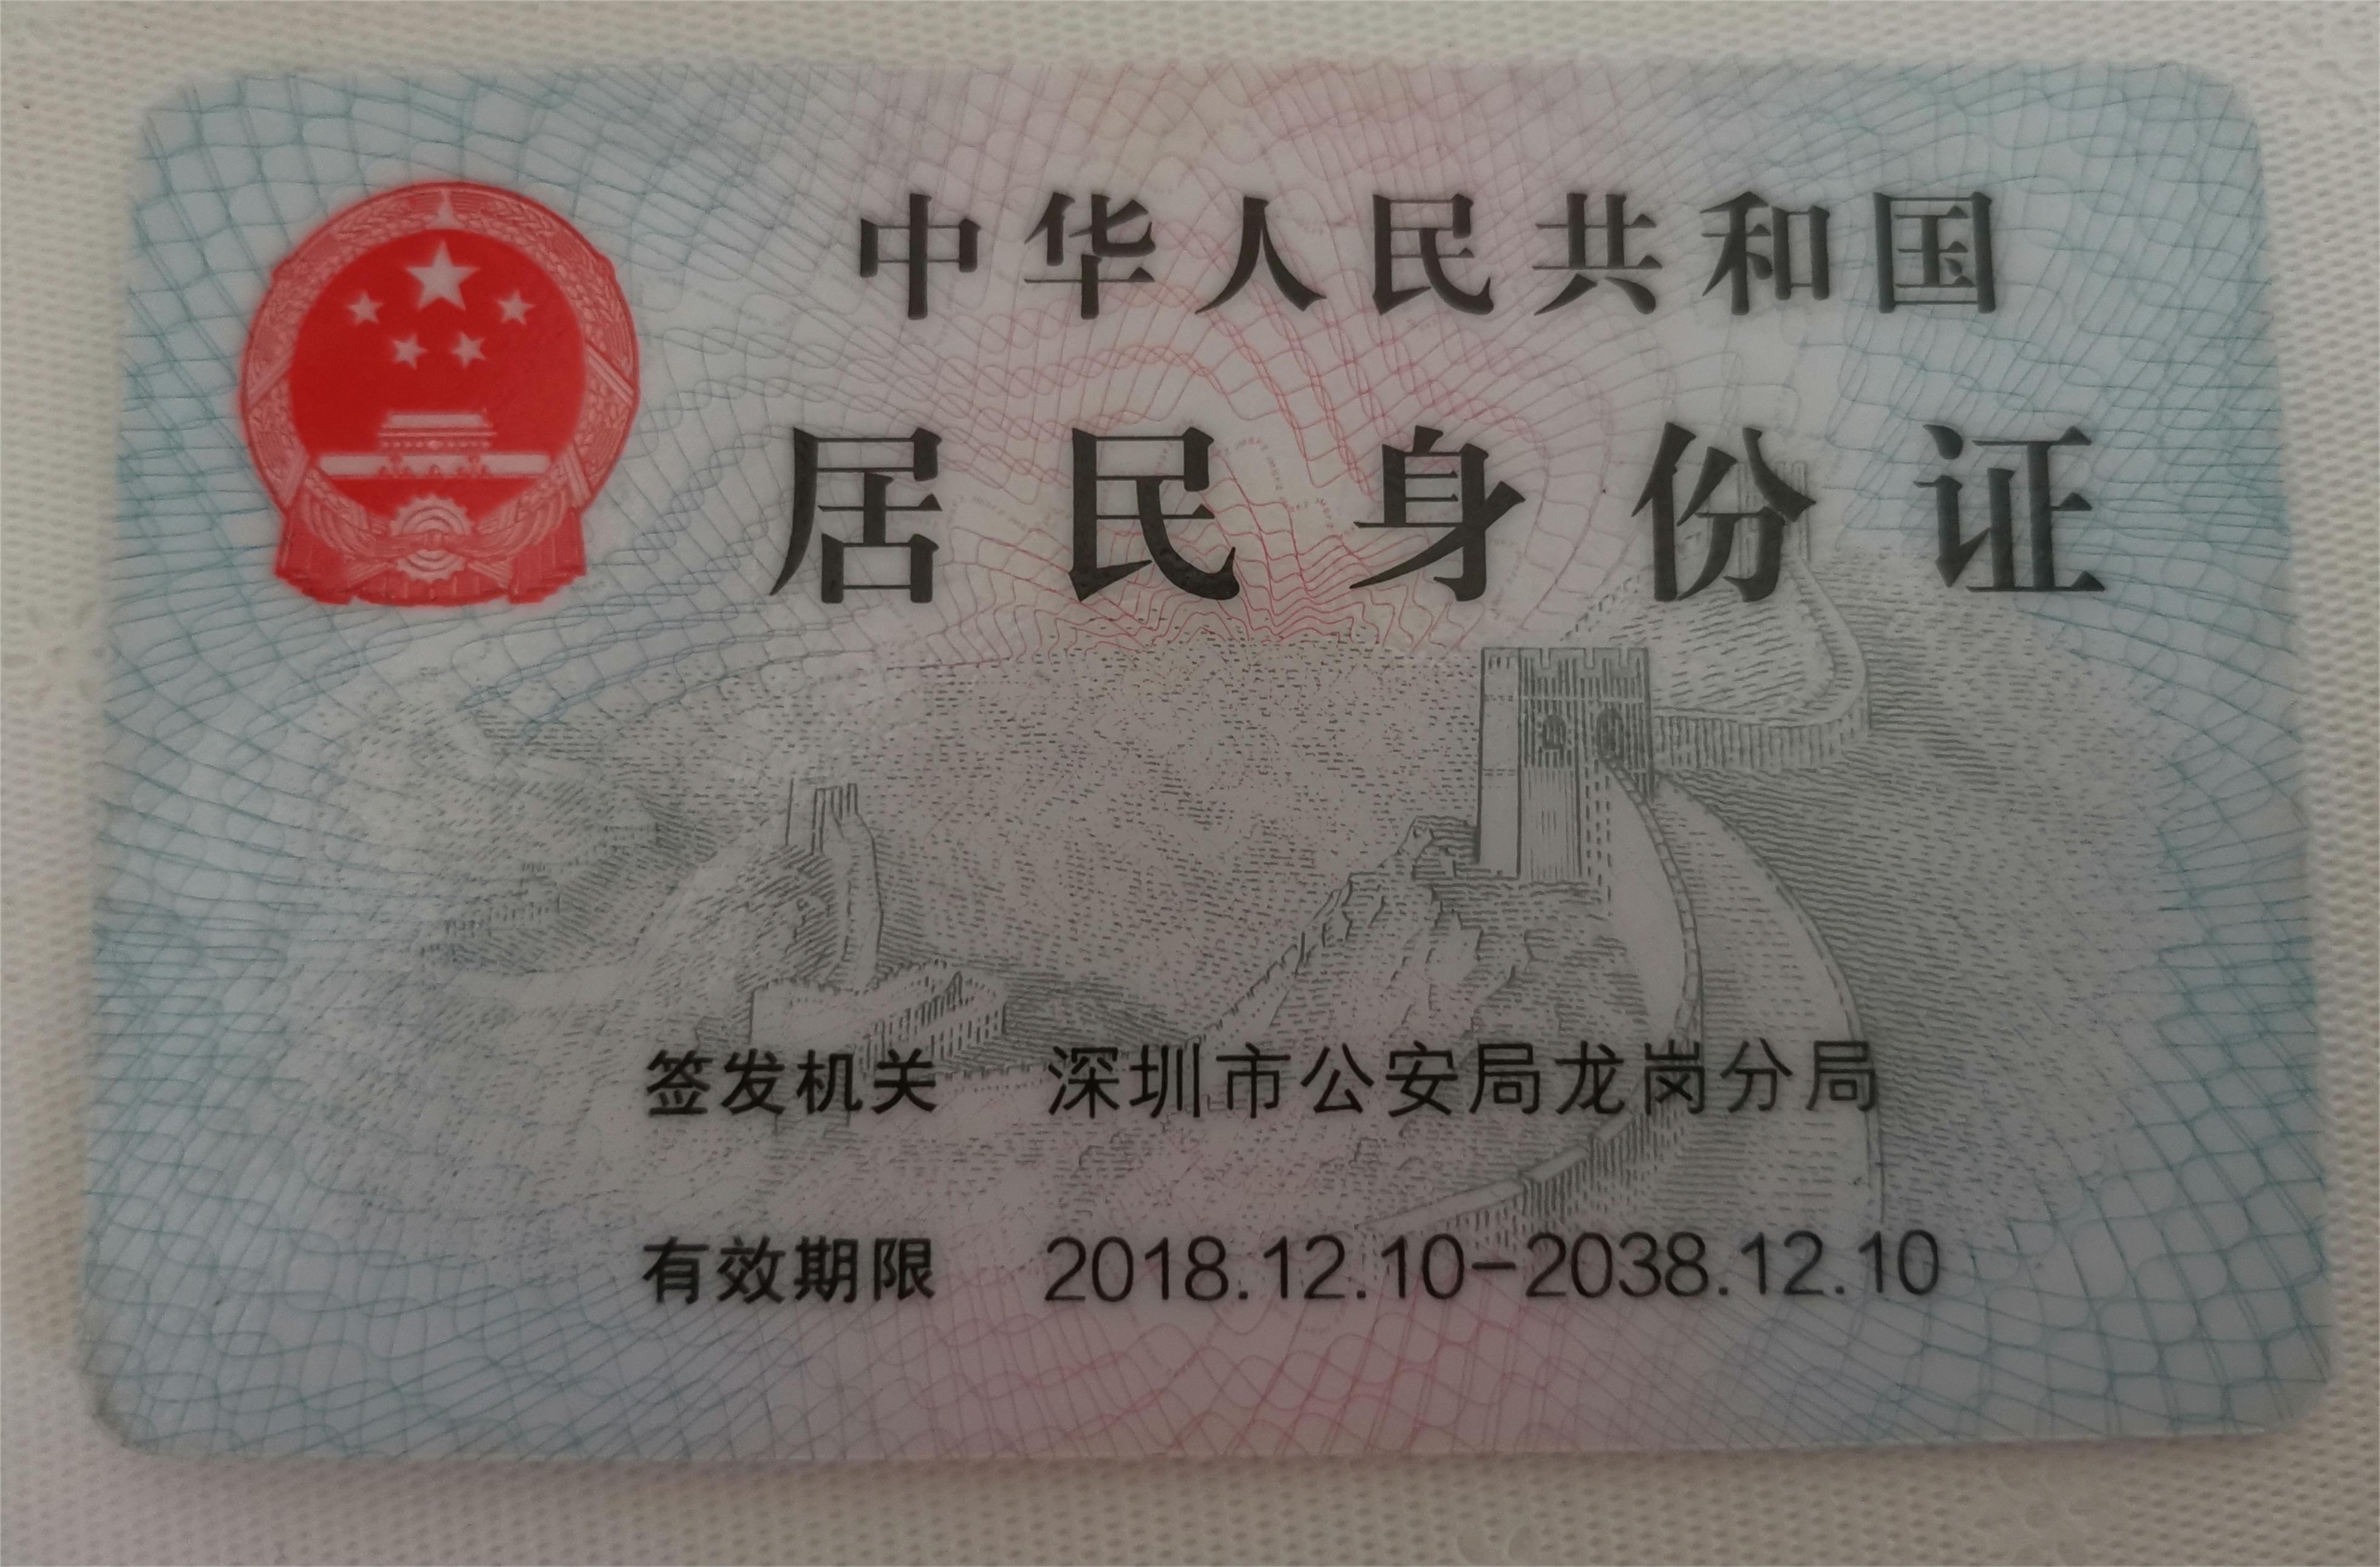 中华人民共和国
居民身份证
签发机关 深圳市公安局龙岗分局
有效期限 2018.12.10-2038.12.10